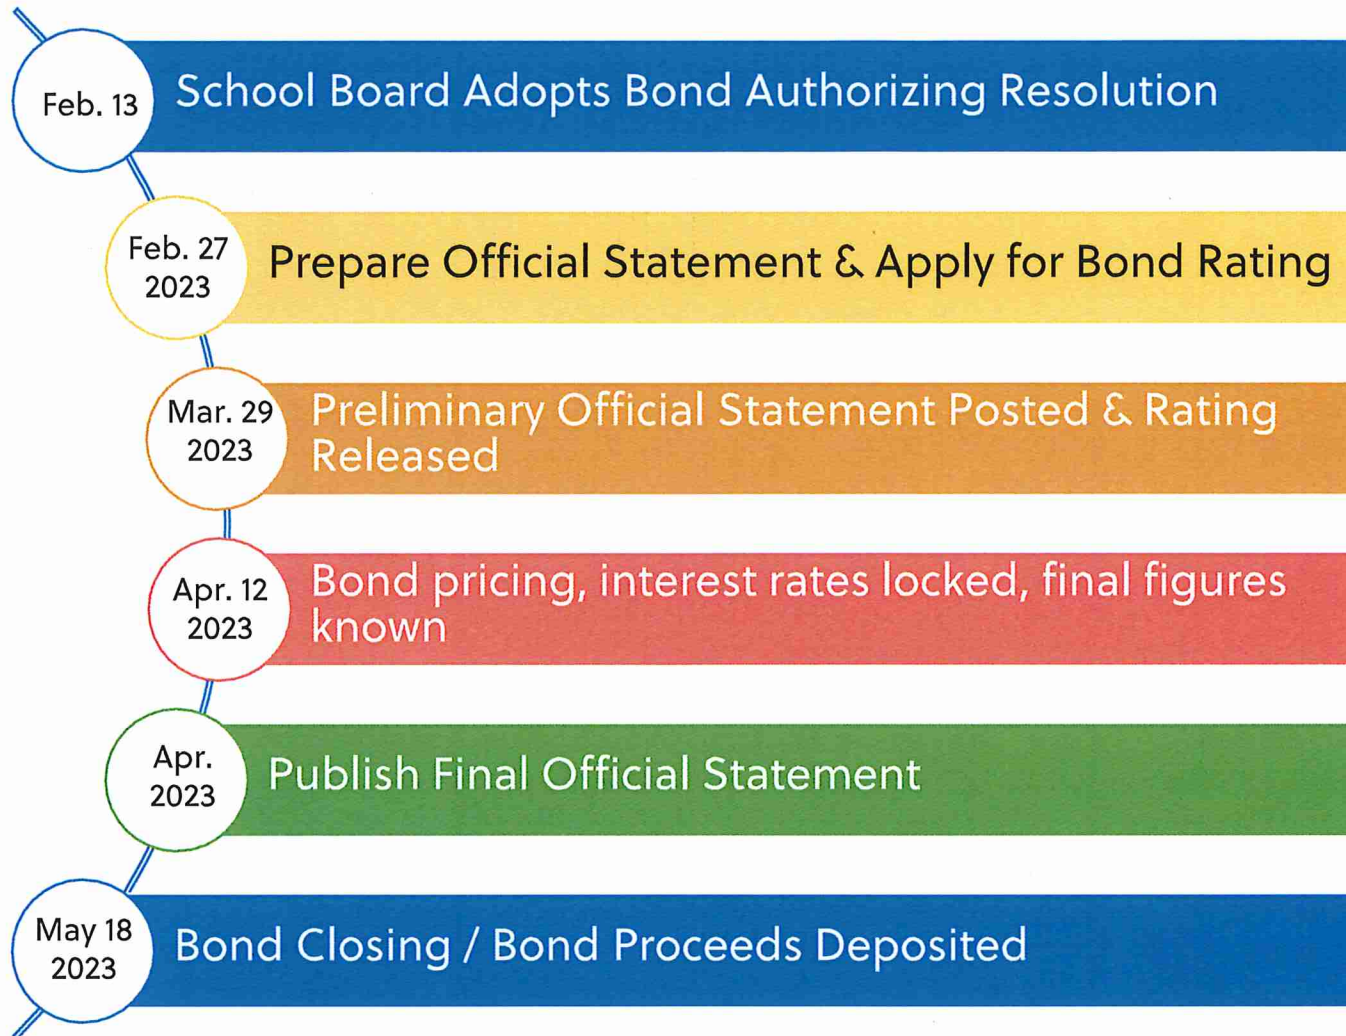 Feb. 13
School Board Adopts Bond Authorizing Resolution
Feb. 27
2023
Prepare Official Statement & Apply for Bond Rating
Mar. 29
2023
Preliminary Official Statement Posted & Rating
Released
Apr. 12
2023
Bond pricing, interest rates locked, final figures
known
Apr.
2023
Publish Final Official Statement
May 18
2023
Bond Closing / Bond Proceeds Deposited